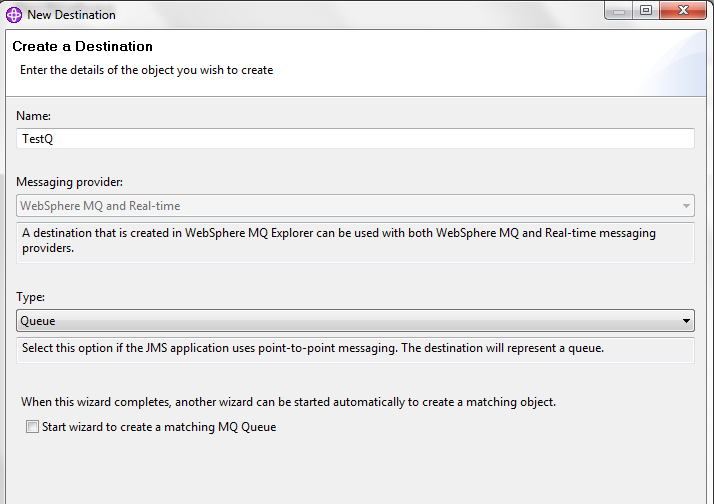 New Destination
Create a Destination
Enter the details of the object you wish to create
Name:
TestQ
Messaging provider:
WebSphere MQ and Real-time
A destination that is created in WebSphere MQ Explorer can be used with both WebSphere MQ and Real-time messaging
providers.
Type:
Queue
Select this option if the JMS application uses point-to-point messaging. The destination will represent a queue.
When this wizard completes, another wizard can be started automatically to create a matching object.
Start wizard to create a matching MQ Queue